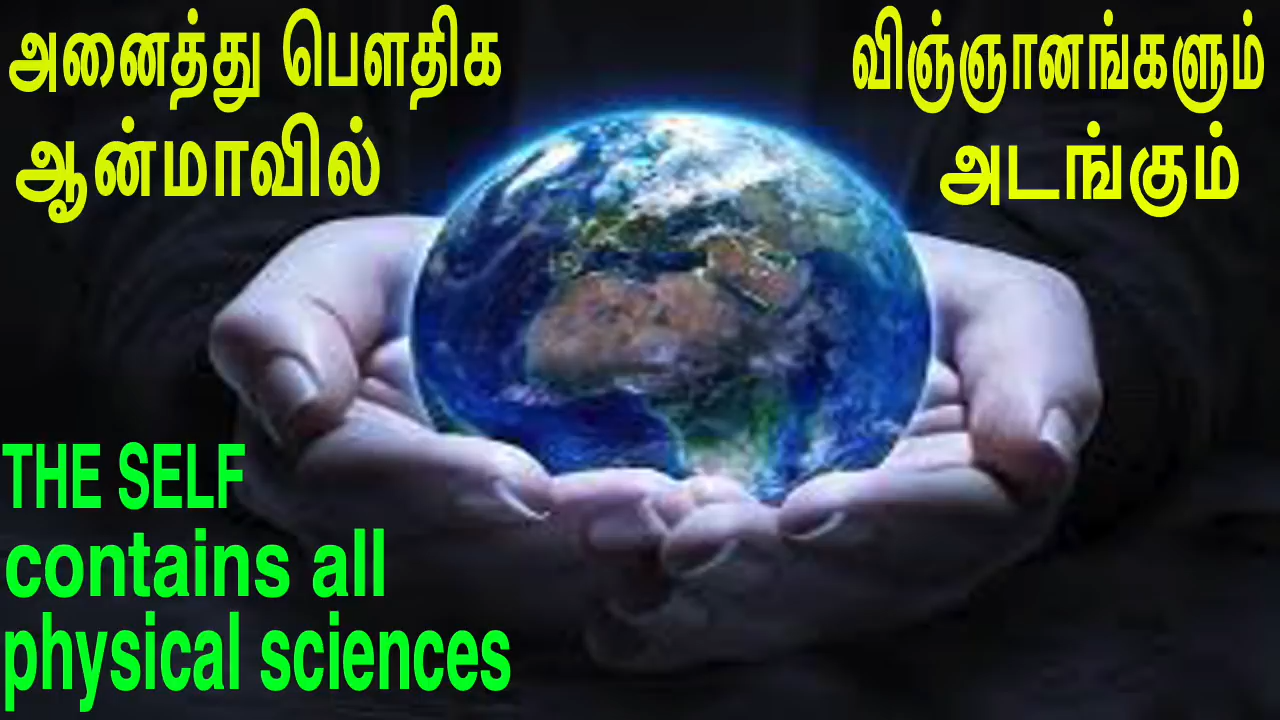 அனைத்து பௌதிக விஞ்ஞானங்களும்
ஆன்மாவில் அடங்கும்
THE SELF
contains all
physical sciences